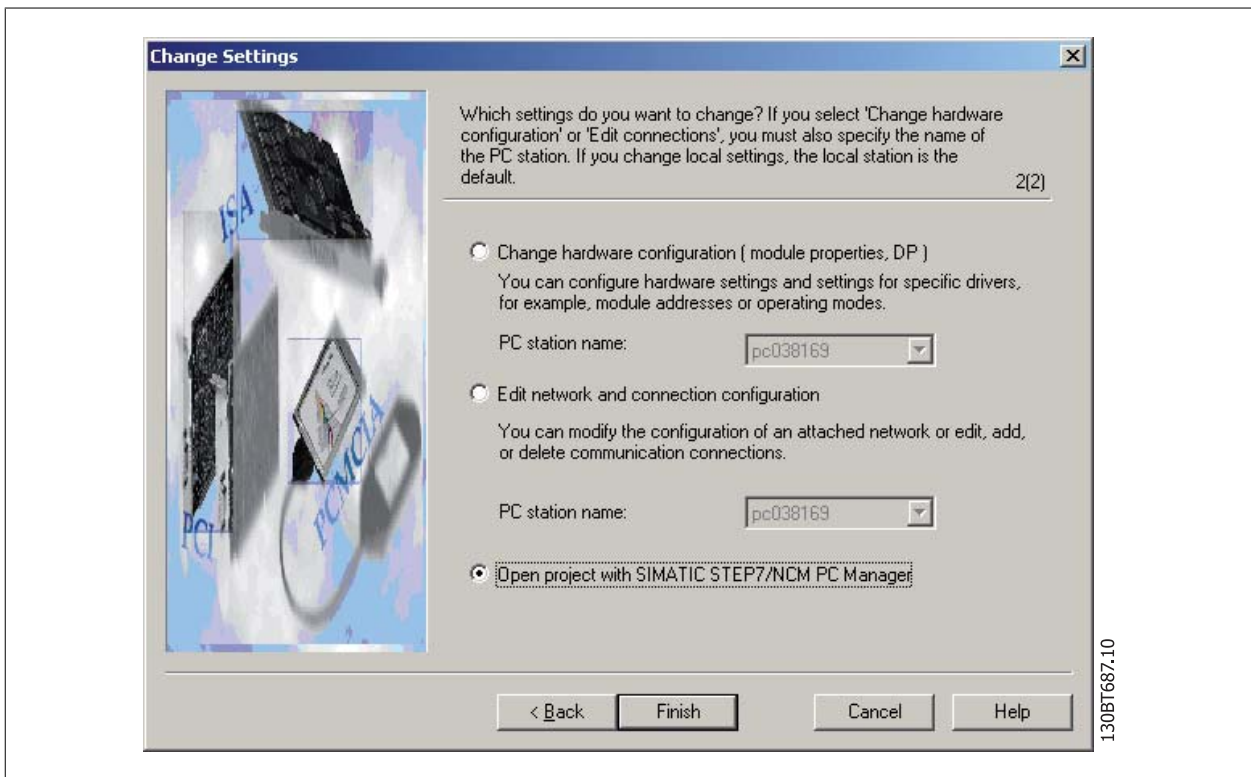 Change Settings
Which settings do you want to change? If you select 'Change hardware
configuration' or 'Edit connections', you must also specify the name of
the PC station. If you change local settings, the local station is the
default.
2(2)
ISA
PCI
PCMCIA
Change hardware configuration ( module properties, DP )
You can configure hardware settings and settings for specific drivers,
for example, module addresses or operating modes.
PC station name:
pc038169
Edit network and connection configuration
You can modify the configuration of an attached network or edit, add,
or delete communication connections.
PC station name:
pc038169
Open project with SIMATIC STEP7/NCM PC Manager
< Back
Finish
Cancel
Help
130BT687.10